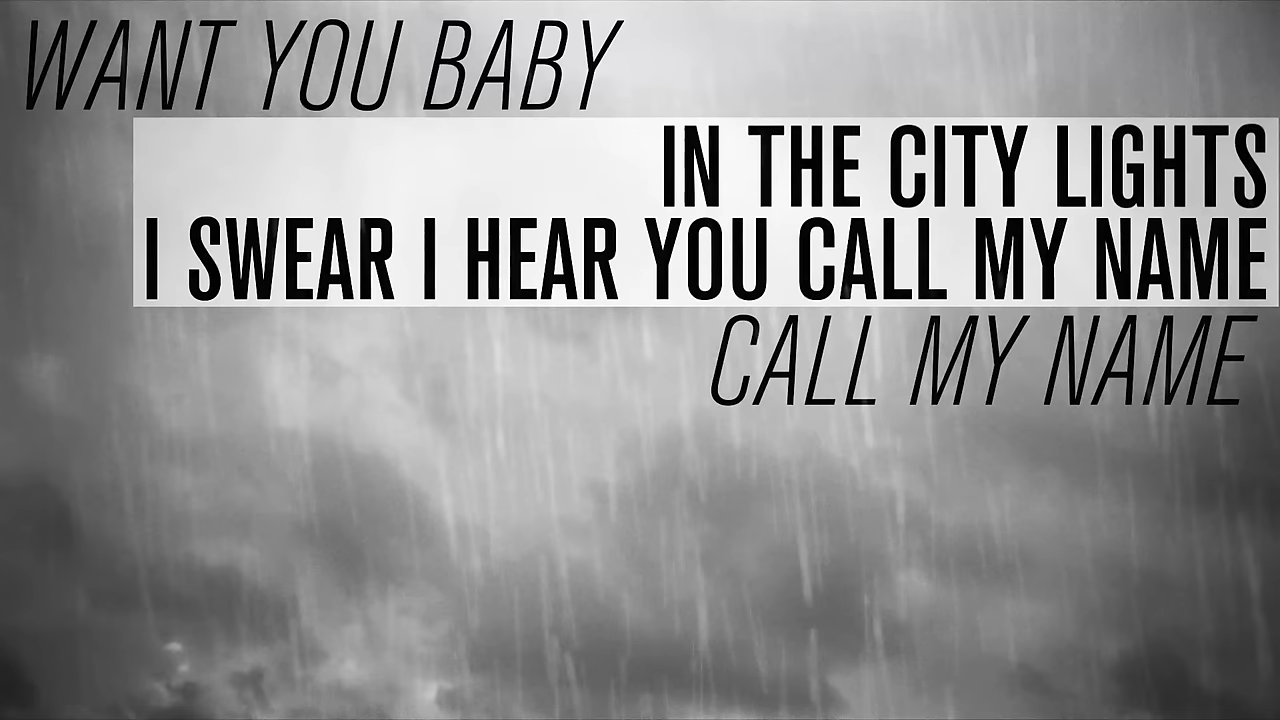 WANT YOU BABY
IN THE CITY LIGHTS
I SWEAR I HEAR YOU CALL MY NAME
CALL MY NAME